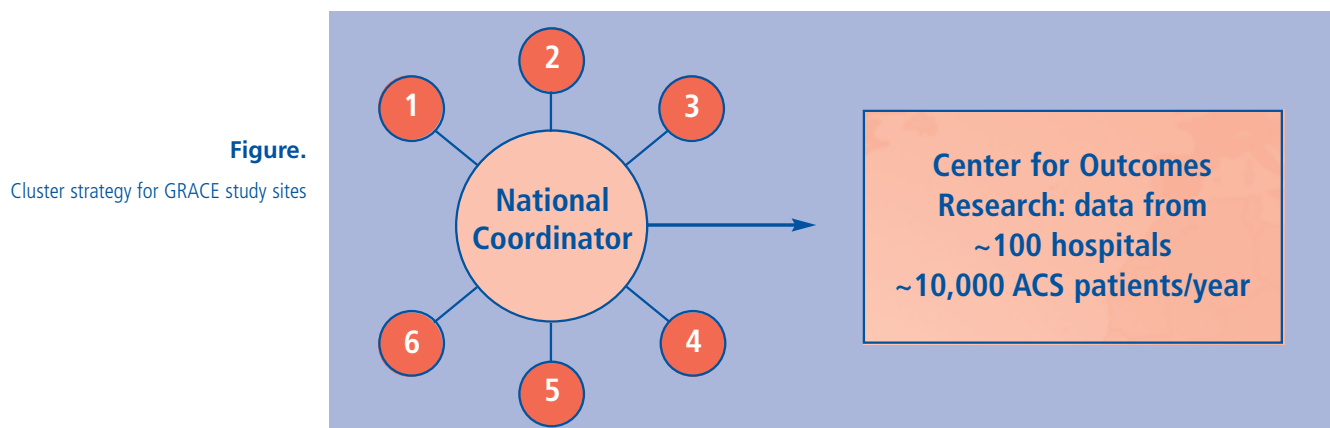 Figure.
Cluster strategy for GRACE study sites
1
2
3
National
Coordinator
6
5
4
Center for Outcomes
Research: data from
~100 hospitals
~10,000 ACS patients/year